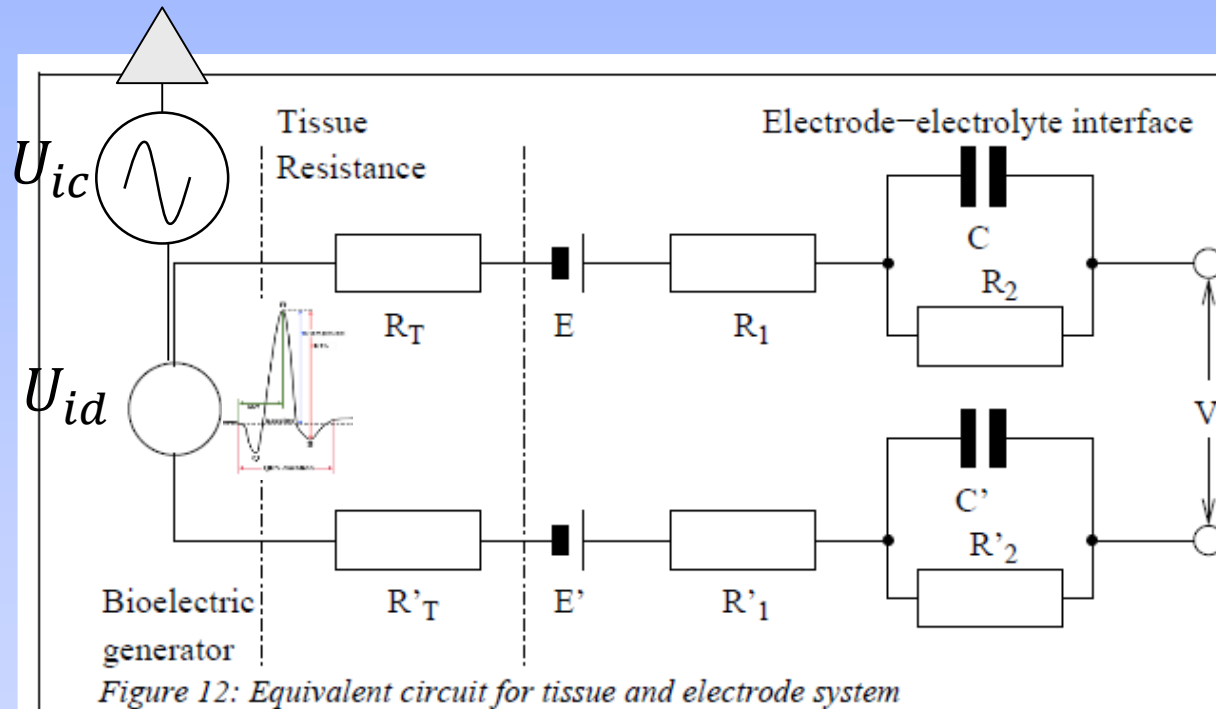 Tissue
Resistance
Electrode−electrolyte interface
U_ic
C
R_2
R_T
E
R_1
U_id
V
C’
R’_2
R’_T
E’
R’_1
Bioelectric
generator
Figure 12: Equivalent circuit for tissue and electrode system